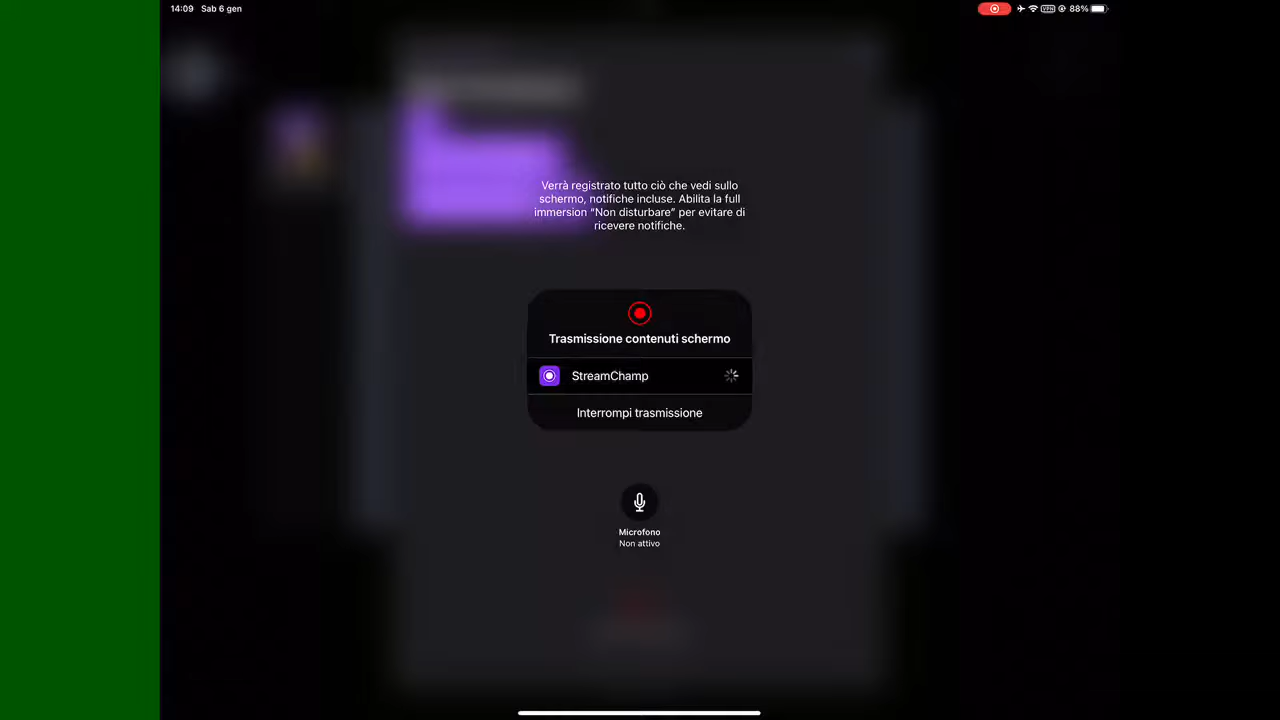 14:09 Sab 6 gen
VPN 88%
Verrà registrato tutto ciò che vedi sullo
schermo, notifiche incluse. Abilita la full
immersion “Non disturbare” per evitare di
ricevere notifiche.
Trasmissione contenuti schermo
StreamChamp
Interrompi trasmissione
Microfono
Non attivo